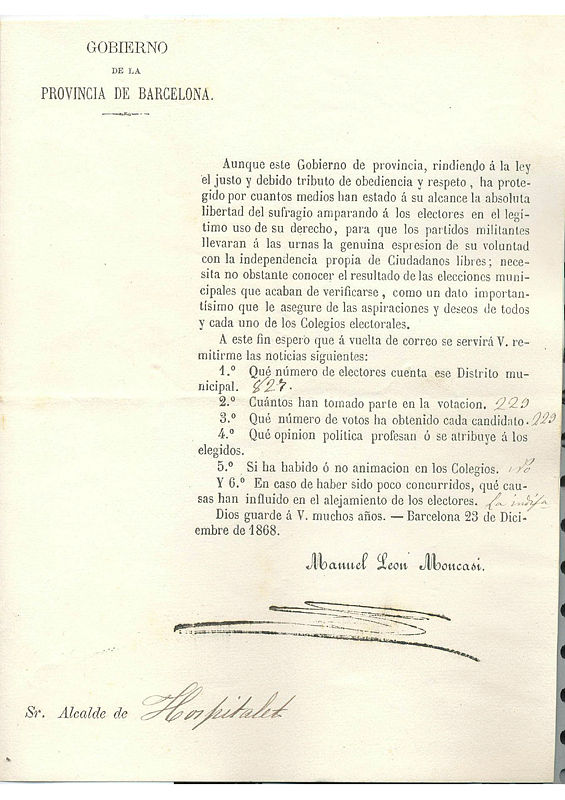 GOBIERNO
DE LA
PROVINCIA DE BARCELONA.
Aunque este Gobierno de provincia, rindiendo á la ley
el justo y debido tributo de obediencia y respeto, ha prote-
gido por cuantos medios han estado á su alcance la absoluta
libertad del sufragio amparando á los electores en el legí-
timo uso de su derecho, para que los partidos militantes
llevaran á las urnas la genuina espresion de su voluntad
con la independencia propia de Ciudadanos libres; nece-
sita no obstante conocer el resultado de las elecciones muni-
cipales que acaban de verificarse, como un dato importan-
tísimo que le asegure de las aspiraciones y deseos de todos
y cada uno de los Colegios electorales.
A este fin espero que á vuelta de correo se servirá V. re-
mitirme las noticias siguientes:
1.º Qué número de electores cuenta ese Distrito mu-
nicipal. 827.
2.º Cuántos han tomado parte en la votacion. 229
3.º Qué número de votos ha obtenido cada candidato. 229
4.º Qué opinion politica profesan ó se atribuye á los
elegidos.
5.º Si ha habido ó no animacion en los Colegios. No
Y 6.º En caso de haber sido poco concurridos, qué cau-
sas han influido en el alejamiento de los electores. La indifa
Dios guarde á V. muchos años. — Barcelona 23 de Dici-
embre de 1868.
Manuel Leon Moncasi.
Sr. Alcalde de Hospitalet